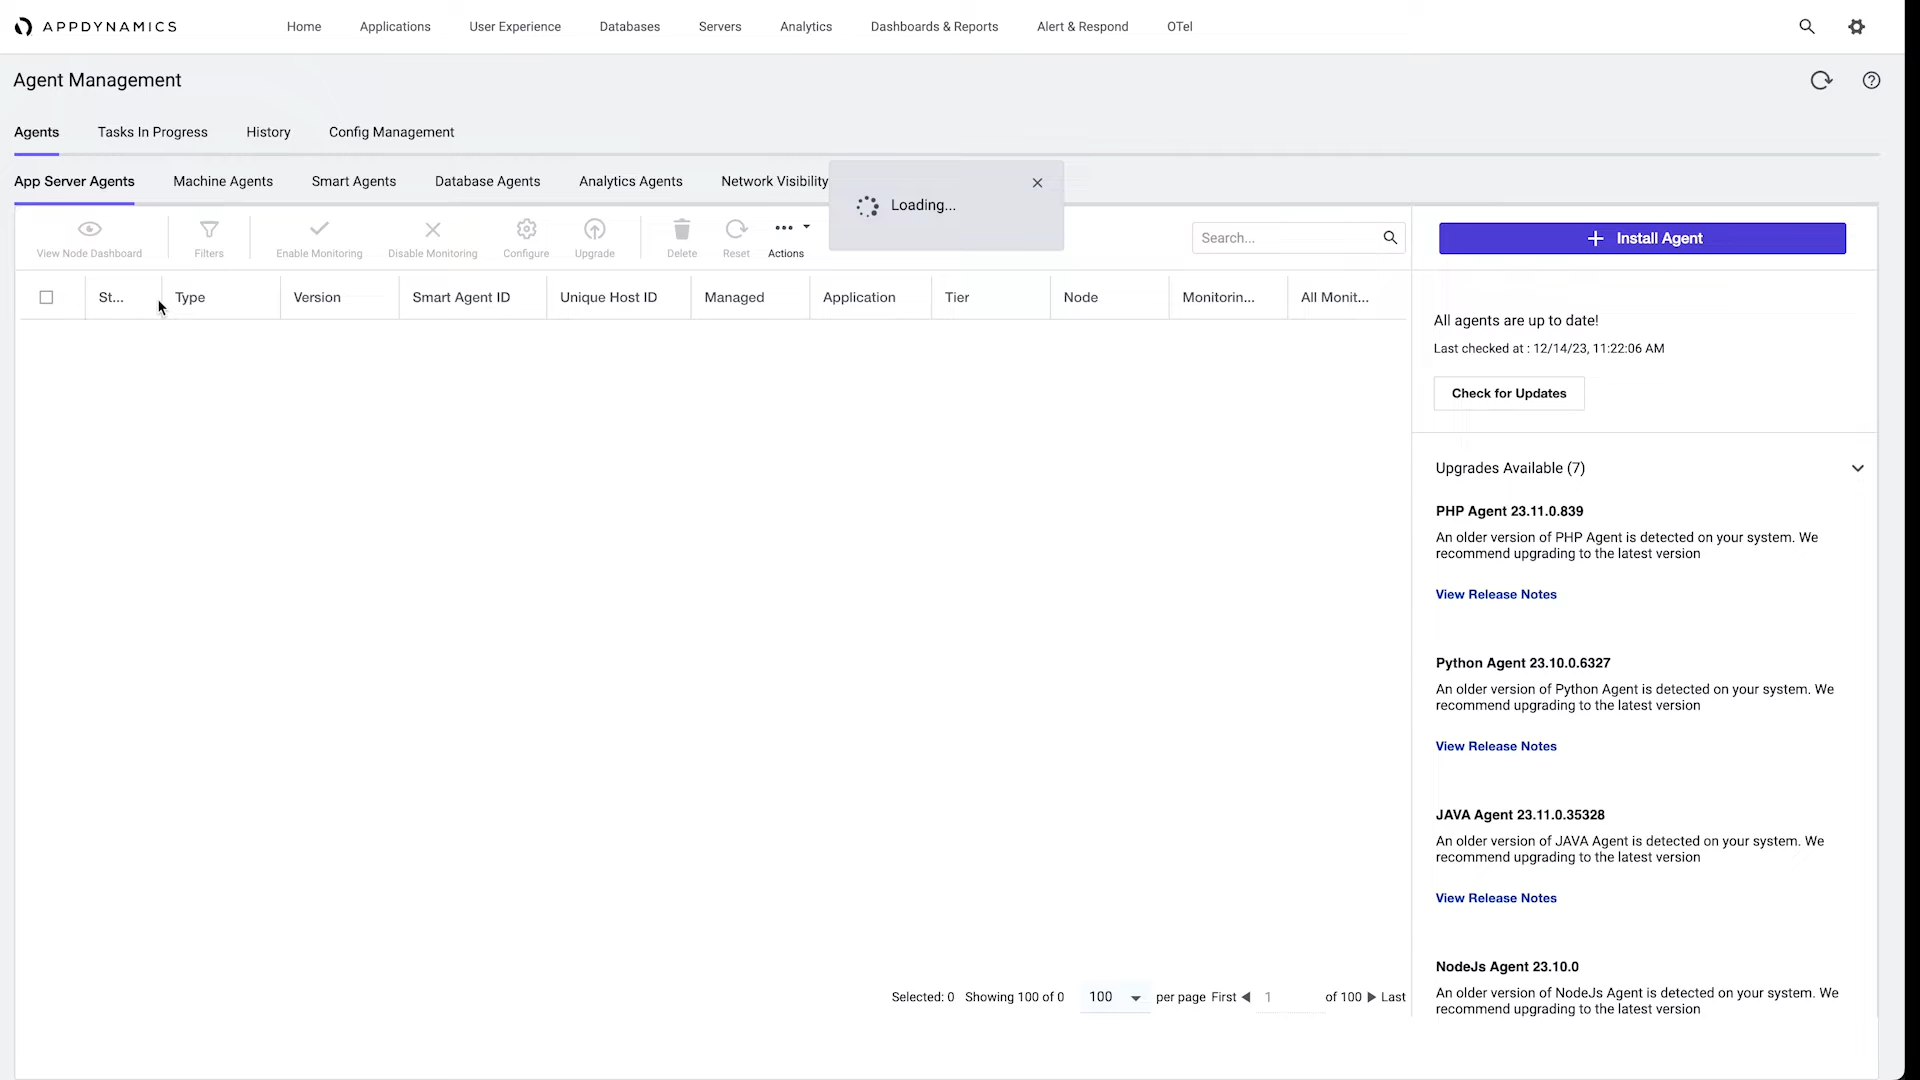 APPDYNAMICS
Home Applications User Experience Databases Servers Analytics Dashboards & Reports Alert & Respond OTel
Agent Management
Agents Tasks In Progress History Config Management
App Server Agents Machine Agents Smart Agents Database Agents Analytics Agents Network Visibility
Loading...
View Node Dashboard Filters Enable Monitoring Disable Monitoring Configure Upgrade Delete Reset Actions
Search...
Install Agent
St... Type Version Smart Agent ID Unique Host ID Managed Application Tier Node Monitorin... All Monit...
All agents are up to date!
Last checked at : 12/14/23, 11:22:06 AM
Check for Updates
Upgrades Available (7)
PHP Agent 23.11.0.839
An older version of PHP Agent is detected on your system. We
recommend upgrading to the latest version
View Release Notes
Python Agent 23.10.0.6327
An older version of Python Agent is detected on your system. We
recommend upgrading to the latest version
View Release Notes
JAVA Agent 23.11.0.35328
An older version of JAVA Agent is detected on your system. We
recommend upgrading to the latest version
View Release Notes
NodeJs Agent 23.10.0
An older version of NodeJs Agent is detected on your system. We
recommend upgrading to the latest version
Selected: 0 Showing 100 of 0 100 per page First 1 of 100 Last